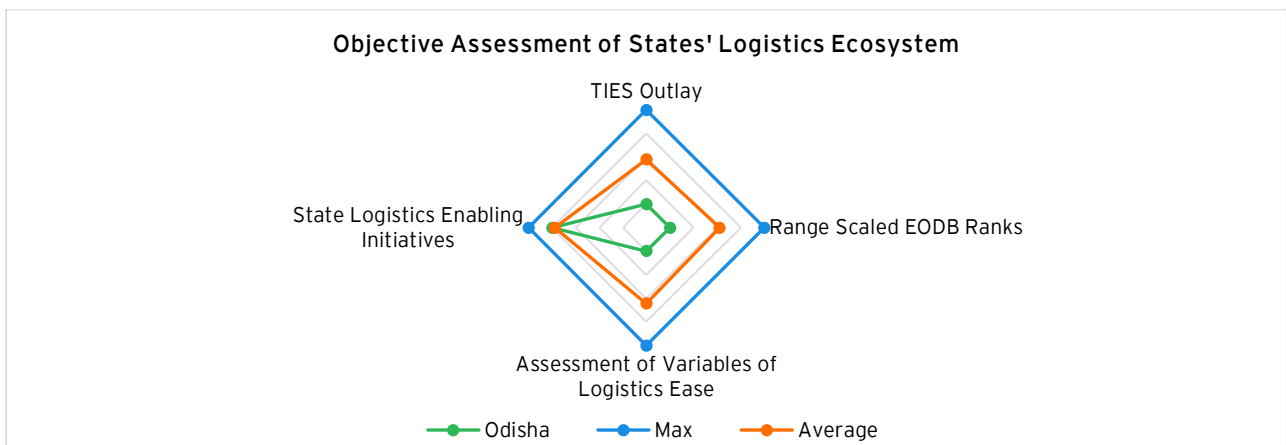 Objective Assessment of States' Logistics Ecosystem
TIES Outlay
State Logistics Enabling
Initiatives
Range Scaled EODB Ranks
Assessment of Variables of
Logistics Ease
Odisha
Max
Average